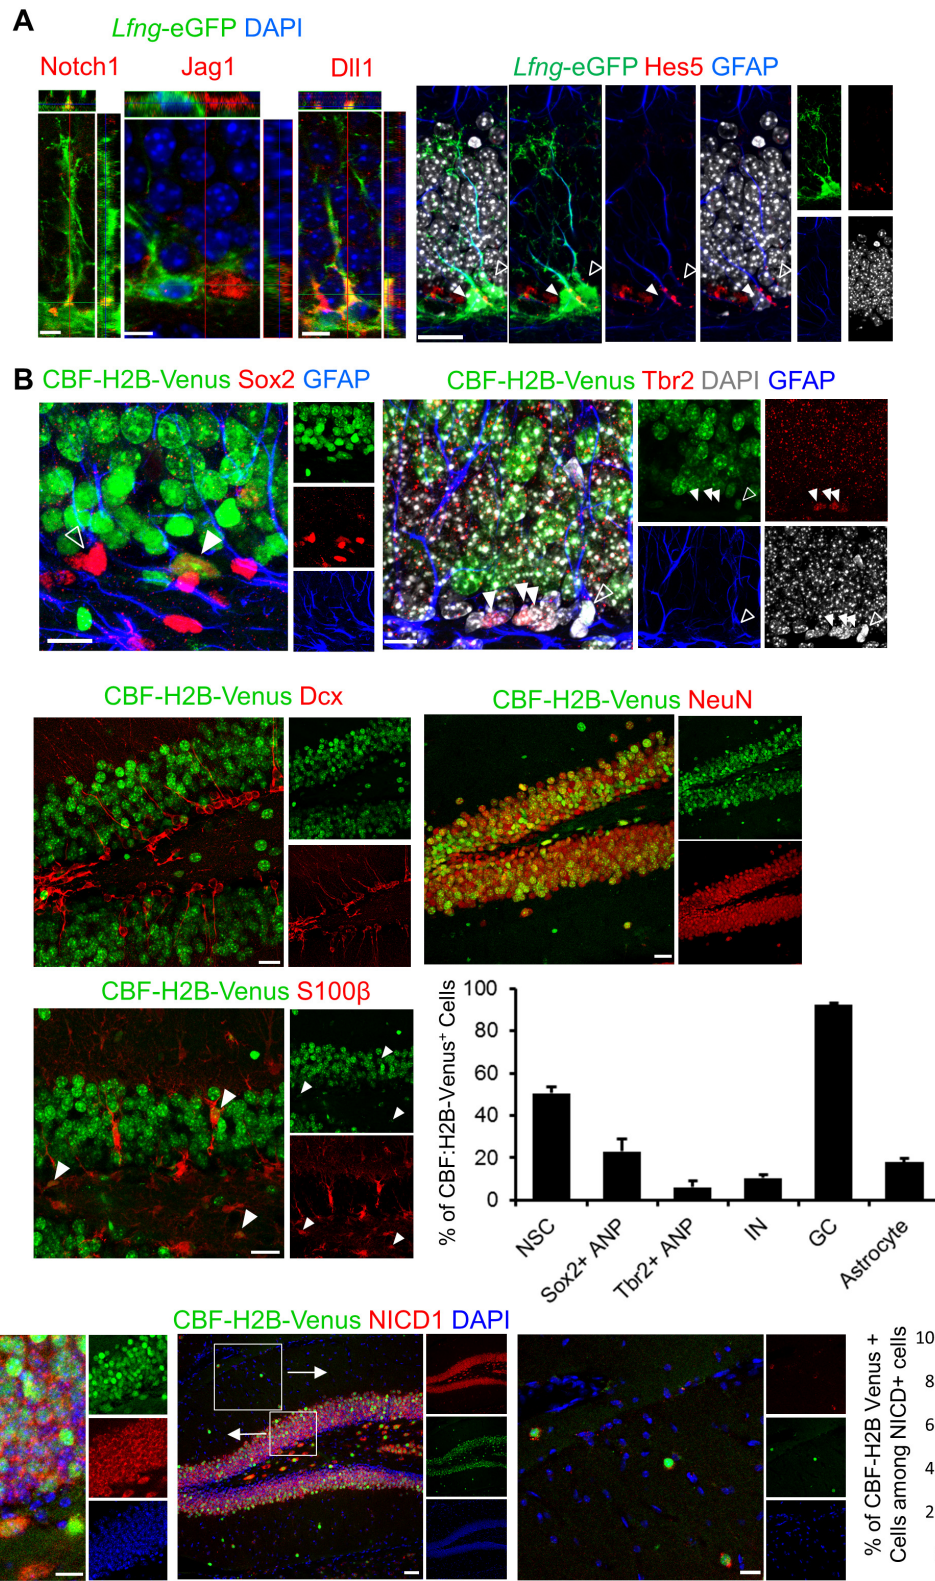 A
Lfng-eGFP DAPI
Notch1 Jag1 Dll1
Lfng-eGFP Hes5 GFAP
B
CBF-H2B-Venus Sox2 GFAP
CBF-H2B-Venus Tbr2 DAPI GFAP
CBF-H2B-Venus Dcx
CBF-H2B-Venus NeuN
CBF-H2B-Venus S100β
% of CBF:H2B-Venus+ Cells
100
80
60
40
20
0
NSC
Sox2+ ANP
Tbr2+ ANP
IN
GC
Astrocyte
CBF-H2B-Venus NICD1 DAPI
% of CBF-H2B Venus +
Cells among NICD+ cells
10
8
6
4
2